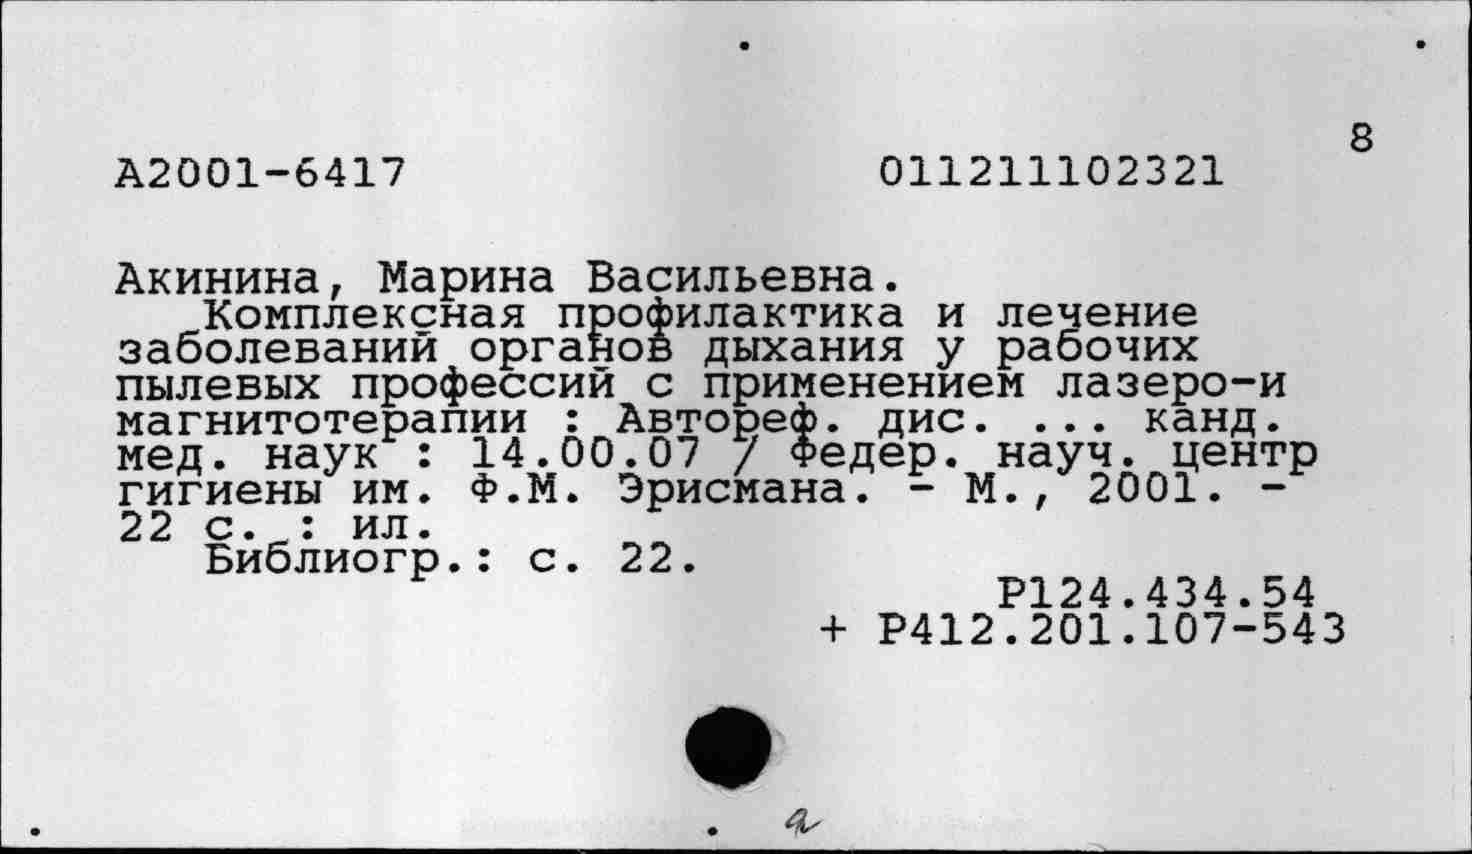 8
А2001-6417 011211102321
Акинина, Марина Васильевна.
Комплексная профилактика и лечение
заболеваний органов дыхания у рабочих
пылевых профессий с применением лазеро-и
магнитотерапии : Автореф. дис. ... канд.
мед. наук : 14.00.07 / Федер. науч. центр
гигиены им. Ф.М. Эрисмана. - М., 2001. -
22 с. : ил.
Библиогр.: с. 22.
Р124.434.54
+ Р412.201.107-543